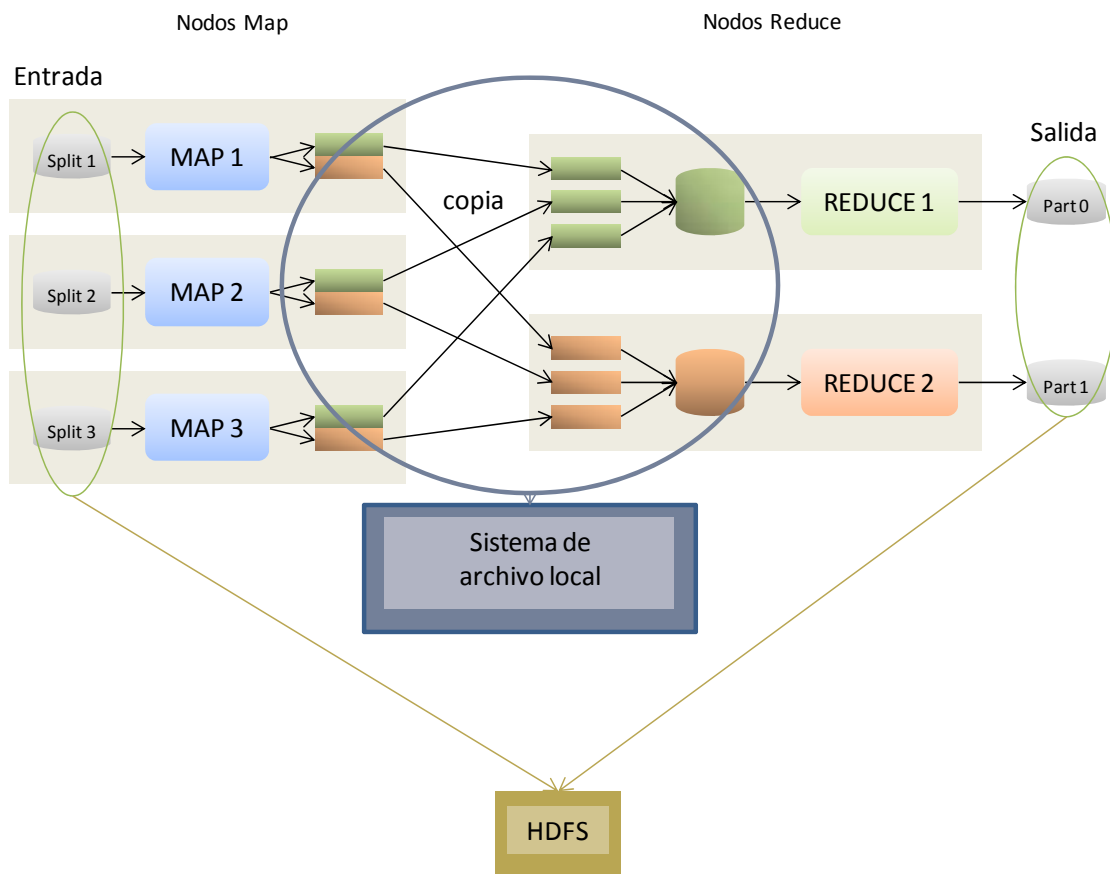 Nodos Map
Nodos Reduce
Entrada
Salida
Split 1
MAP 1
copia
REDUCE 1
Part 0
Split 2
MAP 2
REDUCE 2
Part 1
Split 3
MAP 3
Sistema de
archivo local
HDFS